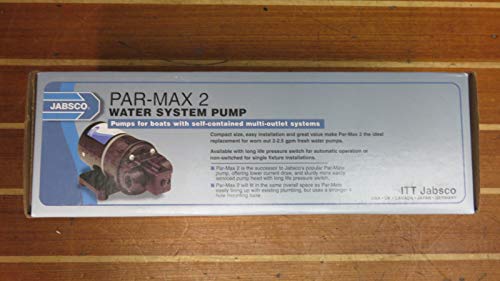 JABSCO
PAR-MAX 2
WATER SYSTEM PUMP
Pumps for boats with self-contained multi-outlet systems
Compact size, easy installation and great value make Par-Max 2 the ideal
replacement for worn out 2-2.5 gpm fresh water pumps.
Available with long life pressure switch for automatic operation or
non-switched for single fixture installations.
Par-Max 2 is the successor to Jabsco's popular Par-Mate
pump, offering lower current draw, and sturdy more easily
serviced pump head with long life pressure switch.
Par-Max 2 will fit in the same overall space as Par-Mate
easily lining up with existing plumbing, but uses a stronger 4
hole mounting base
ITT Jabsco
USA • UK • CANADA • JAPAN • GERMANY